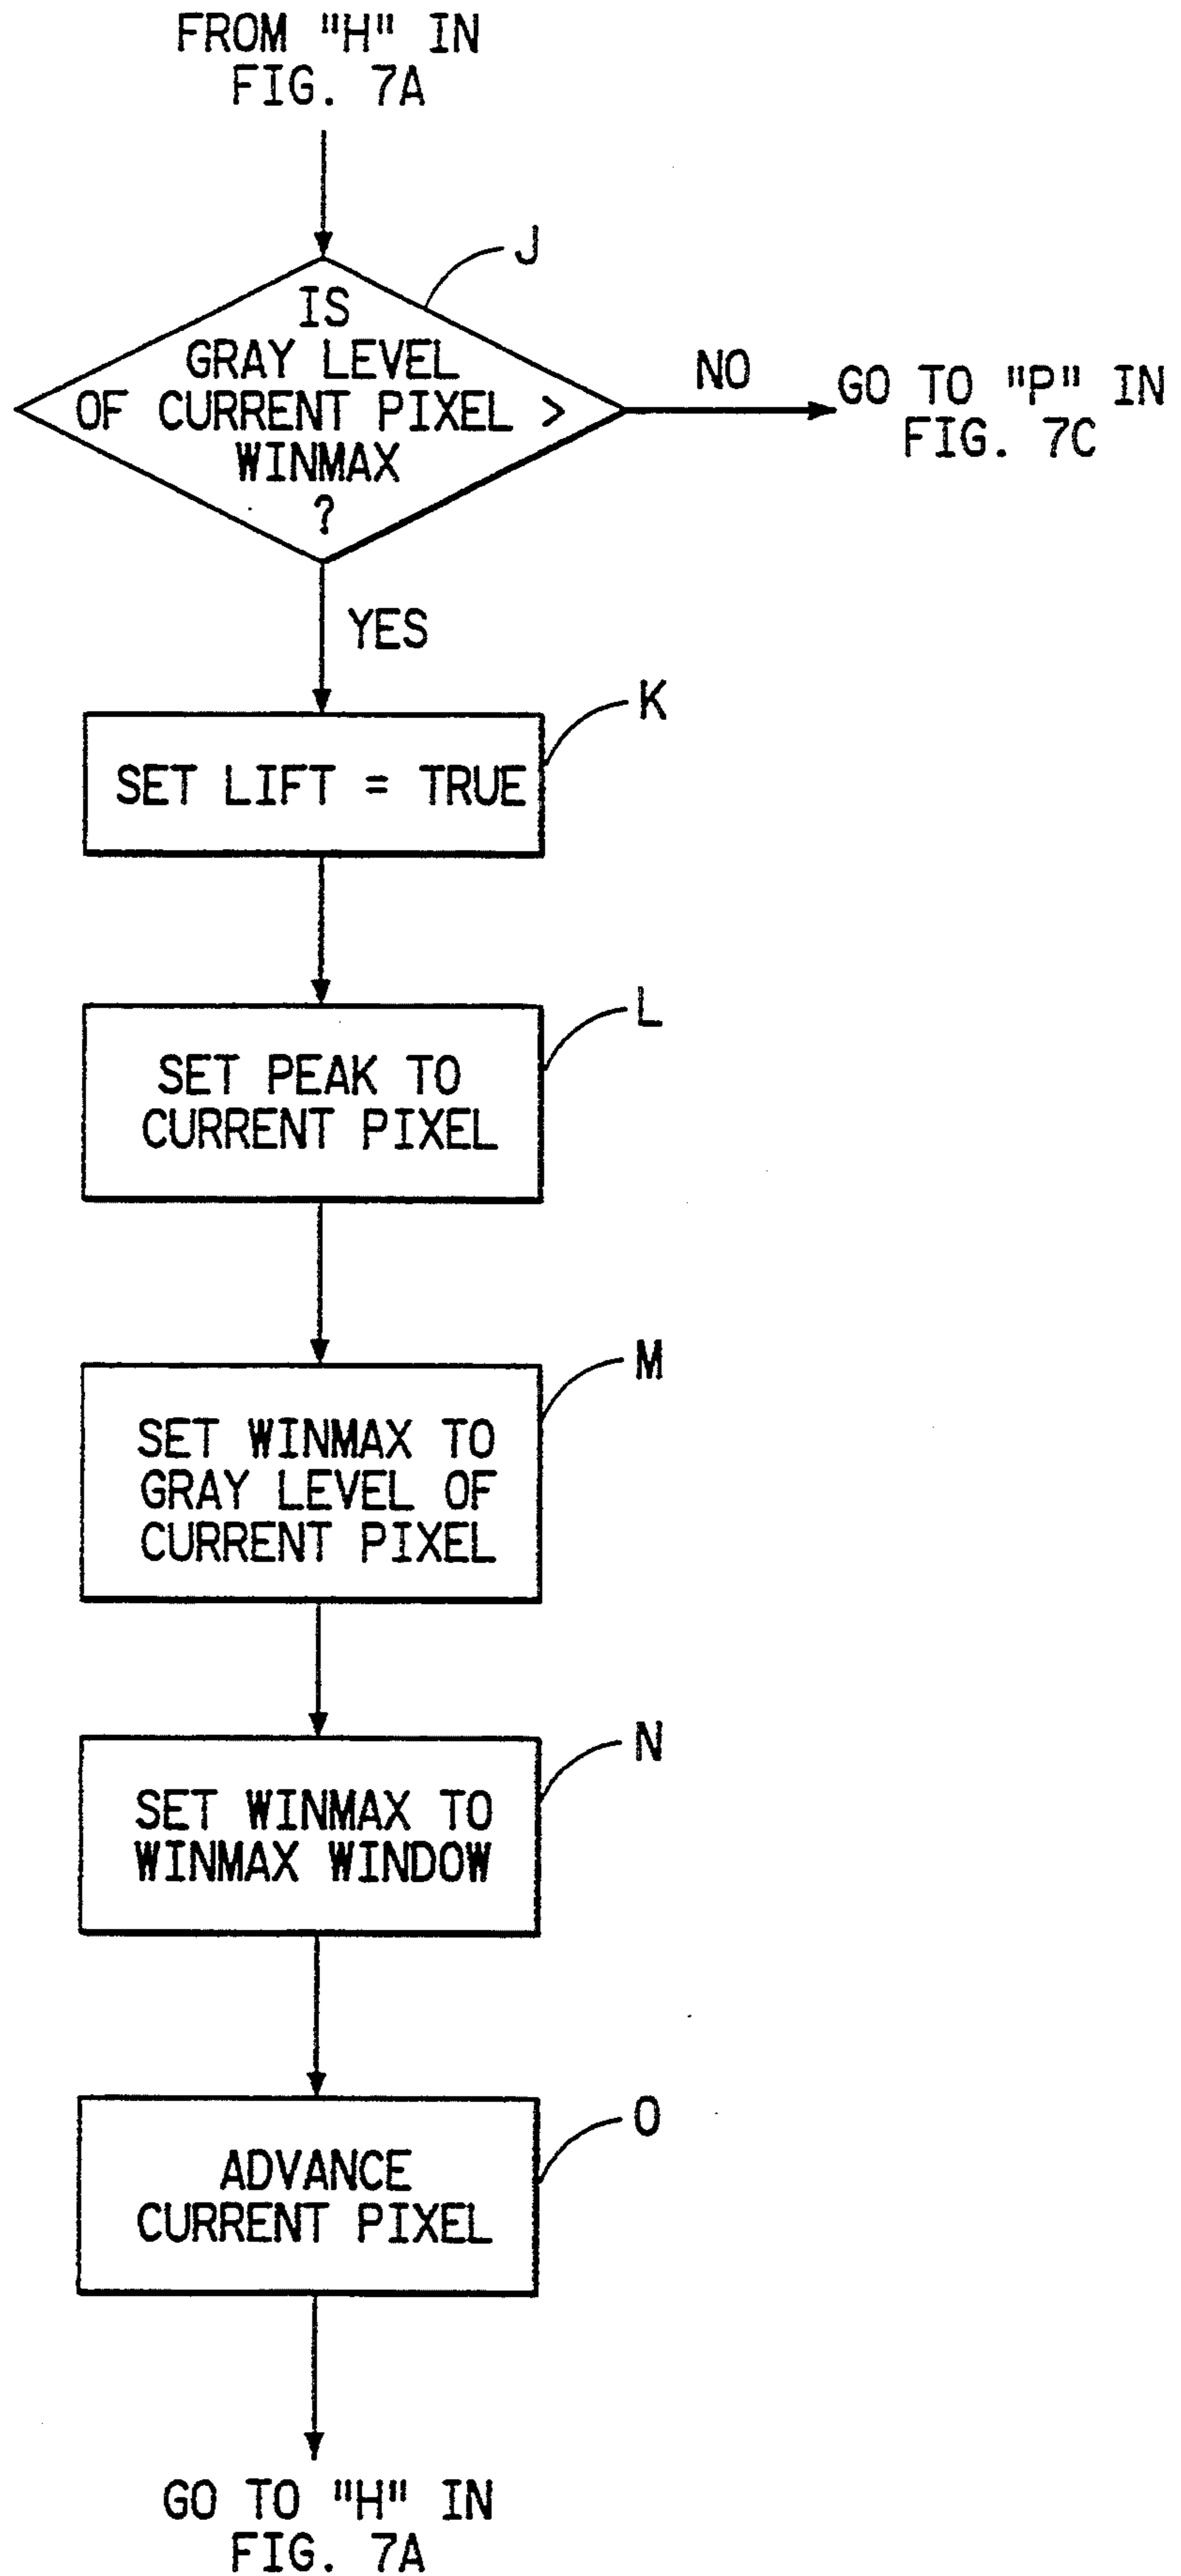 FROM "H" IN
FIG. 7A
J
IS
GRAY LEVEL
OF CURRENT PIXEL >
WINMAX
?
NO
GO TO "P" IN
FIG. 7C
YES
K
SET LIFT = TRUE
L
SET PEAK TO
CURRENT PIXEL
M
SET WINMAX TO
GRAY LEVEL OF
CURRENT PIXEL
N
SET WINMAX TO
WINMAX WINDOW
O
ADVANCE
CURRENT PIXEL
GO TO "H" IN
FIG. 7A